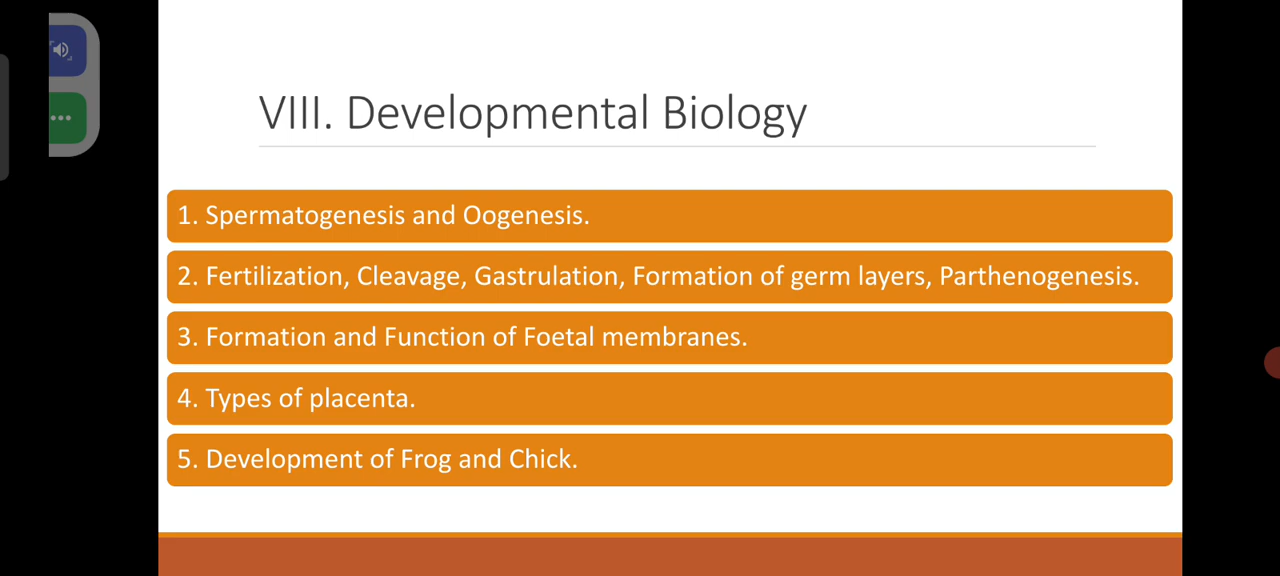 VIII. Developmental Biology
1. Spermatogenesis and Oogenesis.
2. Fertilization, Cleavage, Gastrulation, Formation of germ layers, Parthenogenesis.
3. Formation and Function of Foetal membranes.
4. Types of placenta.
5. Development of Frog and Chick.